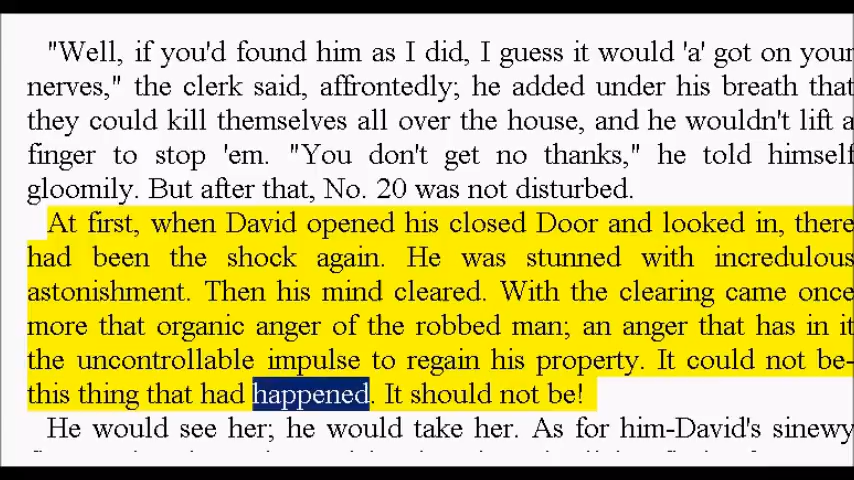 "Well, if you'd found him as I did, I guess it would 'a' got on your
nerves," the clerk said, affrontedly; he added under his breath that
they could kill themselves all over the house, and he wouldn't lift a
finger to stop 'em. "You don't get no thanks," he told himself
gloomily. But after that, No. 20 was not disturbed.
At first, when David opened his closed Door and looked in, there
had been the shock again. He was stunned with incredulous
astonishment. Then his mind cleared. With the clearing came once
more that organic anger of the robbed man; an anger that has in it
the uncontrollable impulse to regain his property. It could not be-
this thing that had happened. It should not be!
He would see her; he would take her. As for him-David's sinewy